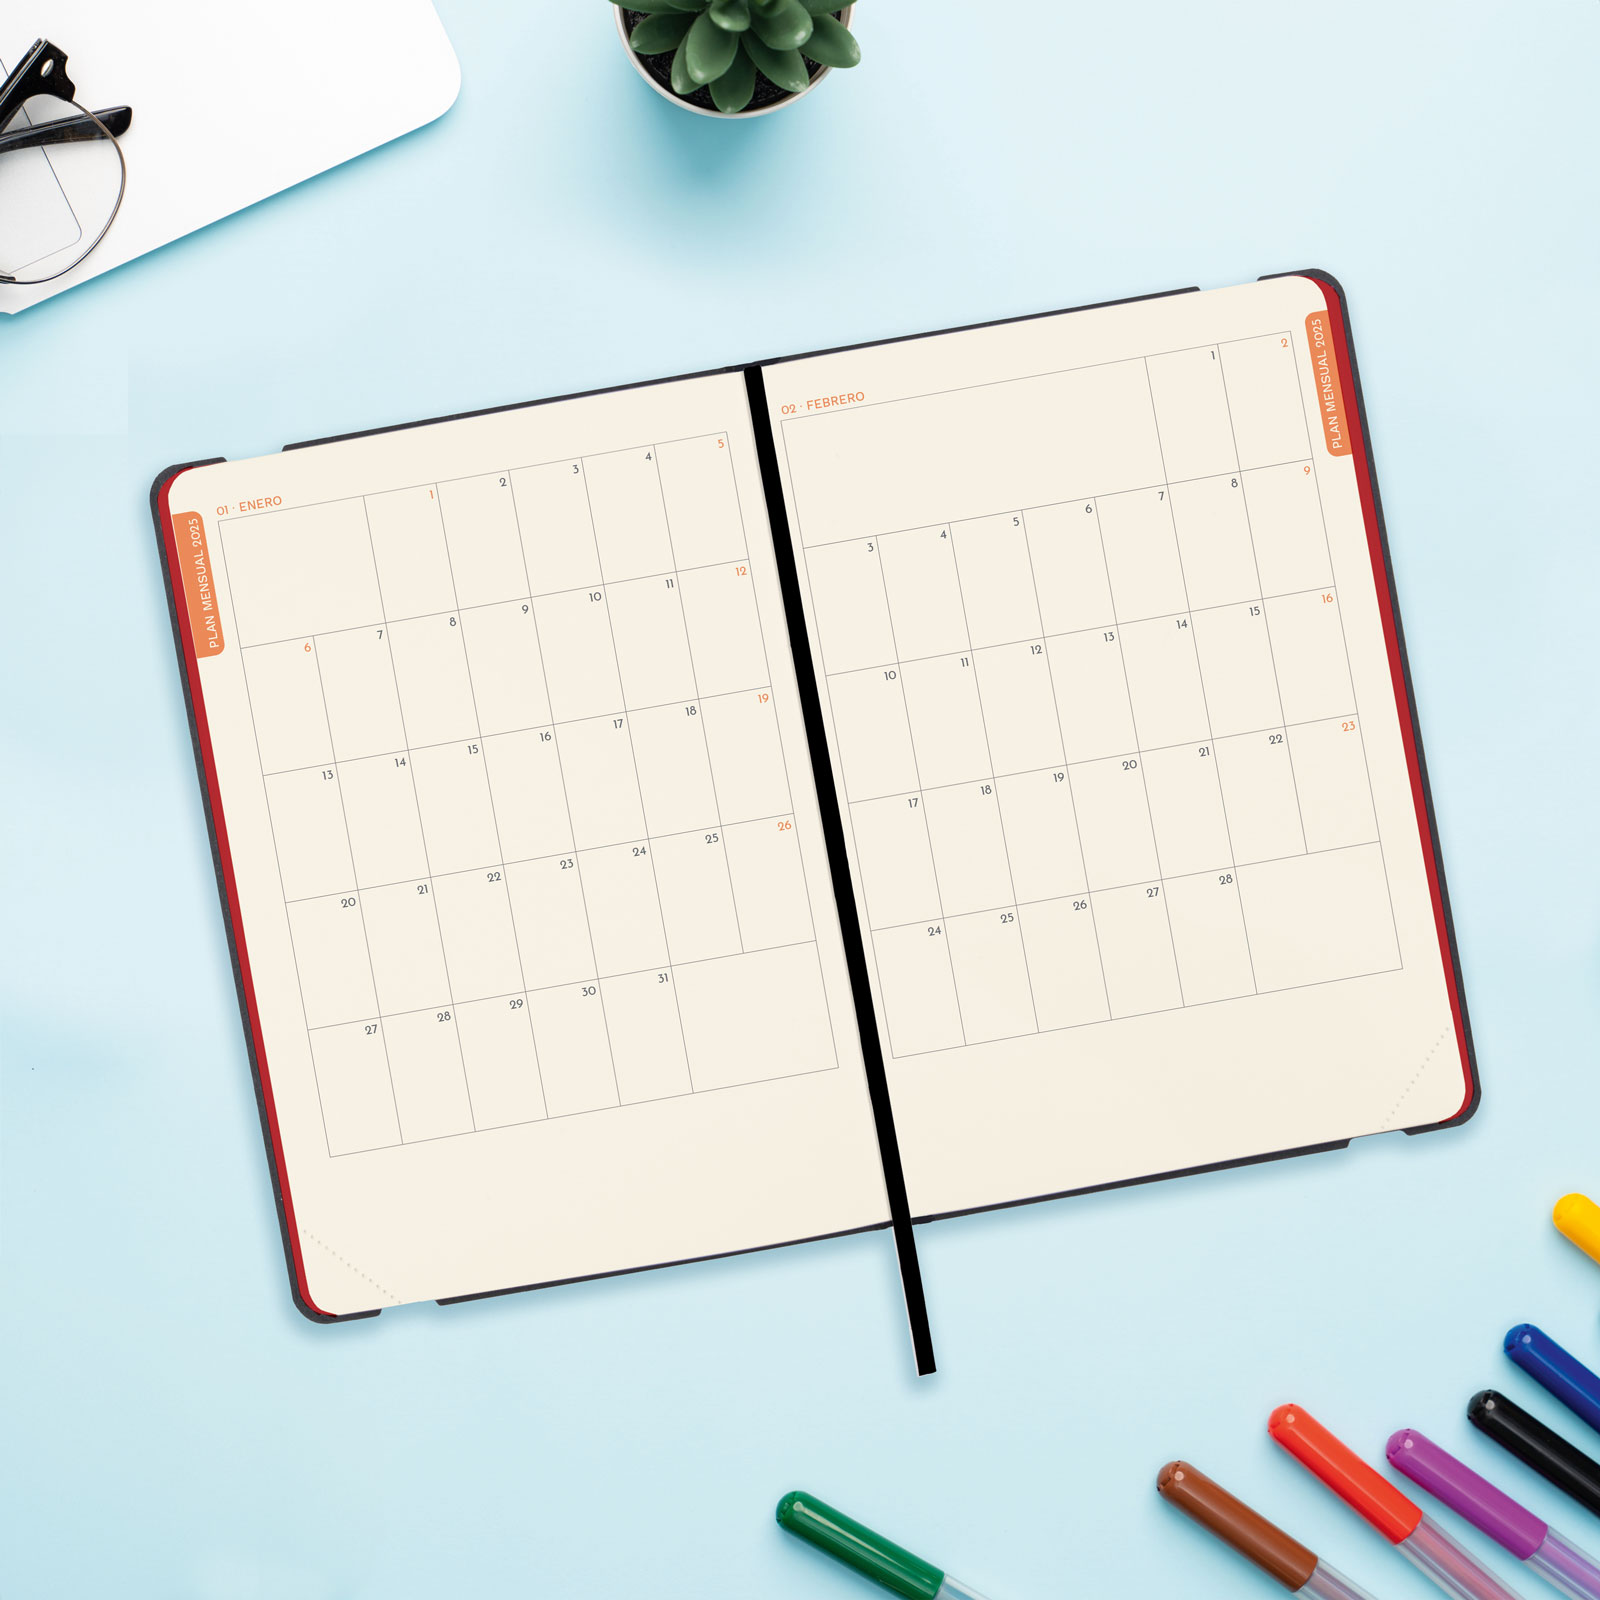 PLAN MENSUAL 2025
01 · ENERO
1 2 3 4 5
6 7 8 9 10 11 12
13 14 15 16 17 18 19
20 21 22 23 24 25 26
27 28 29 30 31
PLAN MENSUAL 2025
02 · FEBRERO
1 2
3 4 5 6 7 8 9
10 11 12 13 14 15 16
17 18 19 20 21 22 23
24 25 26 27 28